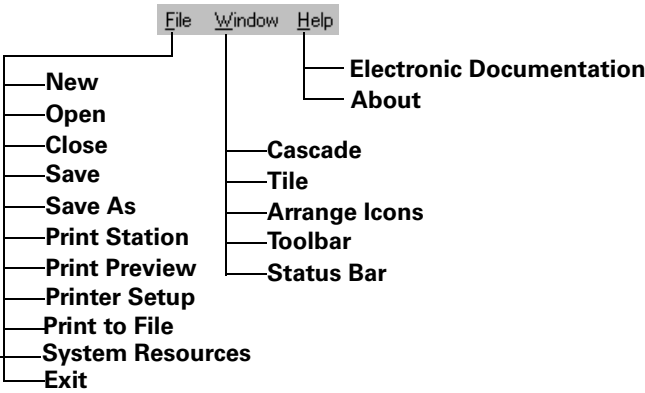 File Window Help
New
Open
Close
Save
Save As
Print Station
Print Preview
Printer Setup
Print to File
System Resources
Exit
Cascade
Tile
Arrange Icons
Toolbar
Status Bar
Electronic Documentation
About